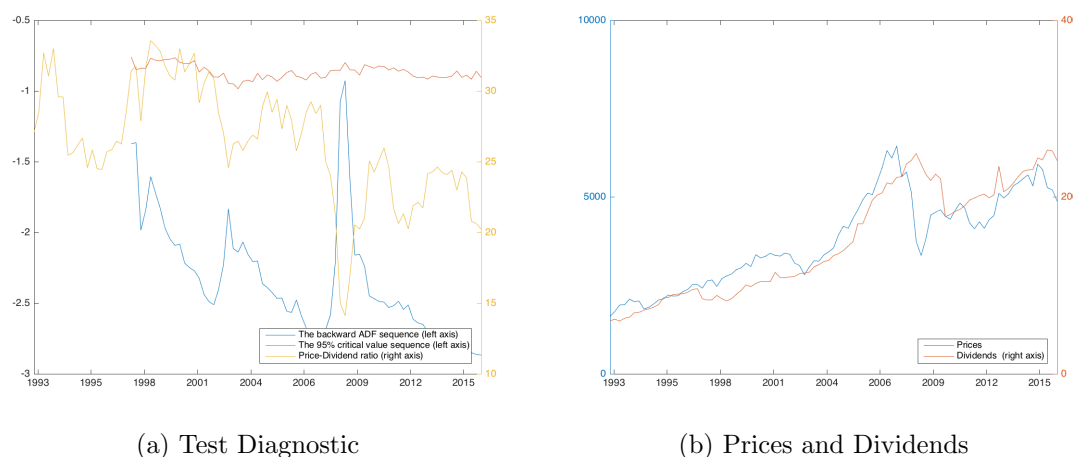 -0.5
-1
-1.5
-2
-2.5
-3
35
30
25
20
15
10
1993 1995 1998 2001 2004 2006 2009 2012 2015
The backward ADF sequence (left axis)
The 95% critical value sequence (left axis)
Price-Dividend ratio (right axis)
(a) Test Diagnostic
10000
5000
0
1993 1995 1998 2001 2004 2006 2009 2012 2015
Prices
Dividends (right axis)
(b) Prices and Dividends